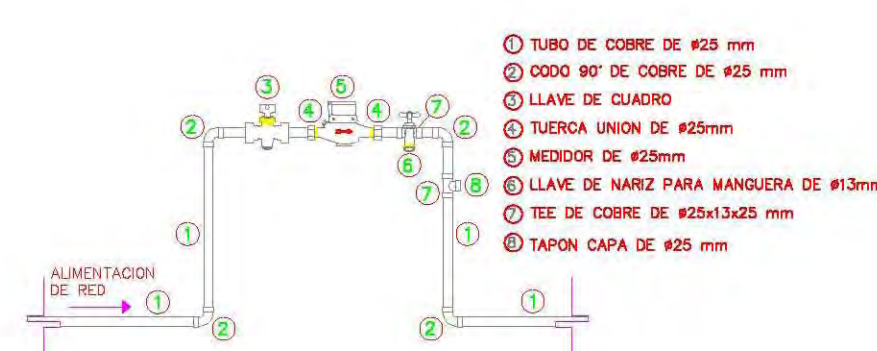 ① TUBO DE COBRE DE ø25 mm
② CODO 90° DE COBRE DE ø25 mm
③ LLAVE DE CUADRO
④ TUERCA UNION DE ø25mm
⑤ MEDIDOR DE ø25mm
⑥ LLAVE DE NARIZ PARA MANGUERA DE ø13mm
⑦ TEE DE COBRE DE ø25x13x25 mm
⑧ TAPON CAPA DE ø25 mm
3
5
4
4
7
2
2
6
7
8
1
1
ALIMENTACION
DE RED
1
1
2
2